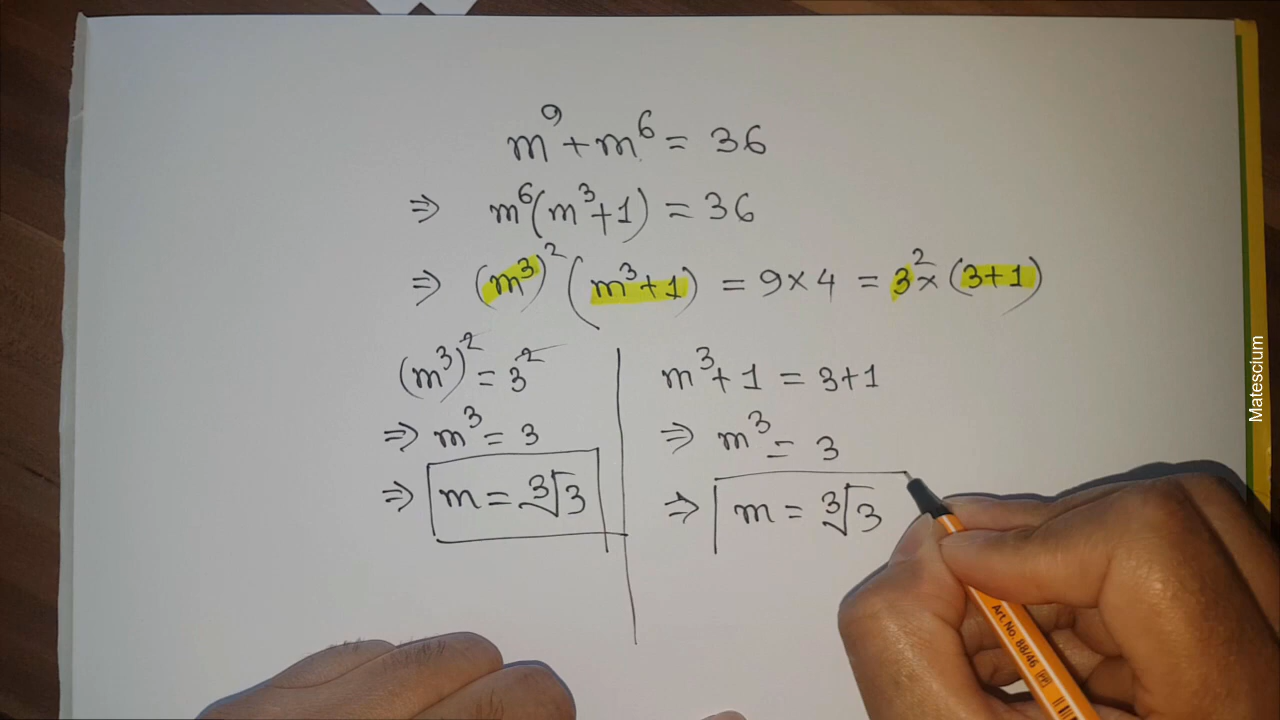 m⁹ + m⁶ = 36
⇒ m⁶(m³+1) = 36
⇒ (m³)² (m³+1) = 9×4 = 3²×(3+1)
(m³)² = 3²
⇒ m³ = 3
⇒ m = ∛3
m³+1 = 3+1
⇒ m³ = 3
⇒ m = ∛3
Matescium
Art. No. 88/46